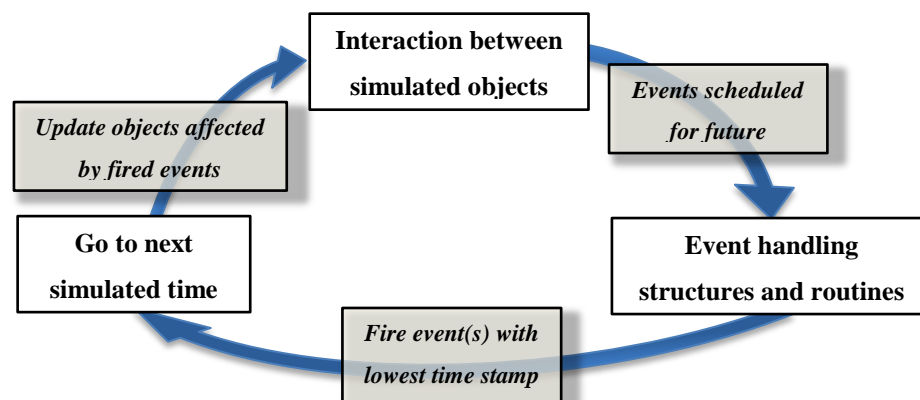 Interaction between
simulated objects
Events scheduled
for future
Update objects affected
by fired events
Go to next
simulated time
Event handling
structures and routines
Fire event(s) with
lowest time stamp